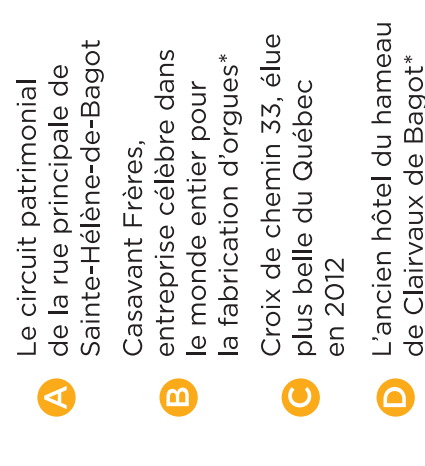 A Le circuit patrimonial
de la rue principale de
Sainte-Hélène-de-Bagot
B Casavant Frères,
entreprise célèbre dans
le monde entier pour
la fabrication d'orgues*
C Croix de chemin 33, élue
plus belle du Québec
en 2012
D L'ancien hôtel du hameau
de Clairvaux de Bagot*